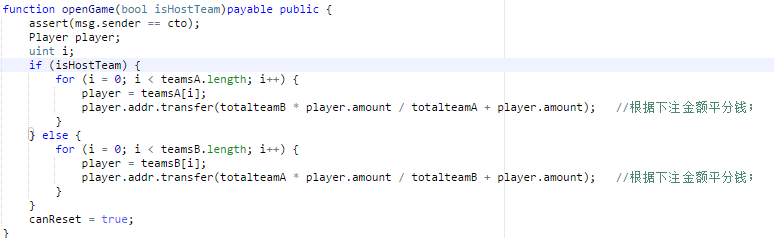 function openGame(bool isHostTeam)payable public {
    assert(msg.sender == cto);
    Player player;
    uint i;
    if (isHostTeam) {
        for (i = 0; i < teamsA.length; i++) {
            player = teamsA[i];
            player.addr.transfer(totalteamB * player.amount / totalteamA + player.amount);   //根据下注金额平分钱;
        }
    } else {
        for (i = 0; i < teamsB.length; i++) {
            player = teamsB[i];
            player.addr.transfer(totalteamA * player.amount / totalteamB + player.amount);   //根据下注金额平分钱;
        }
    }
    canReset = true;
}